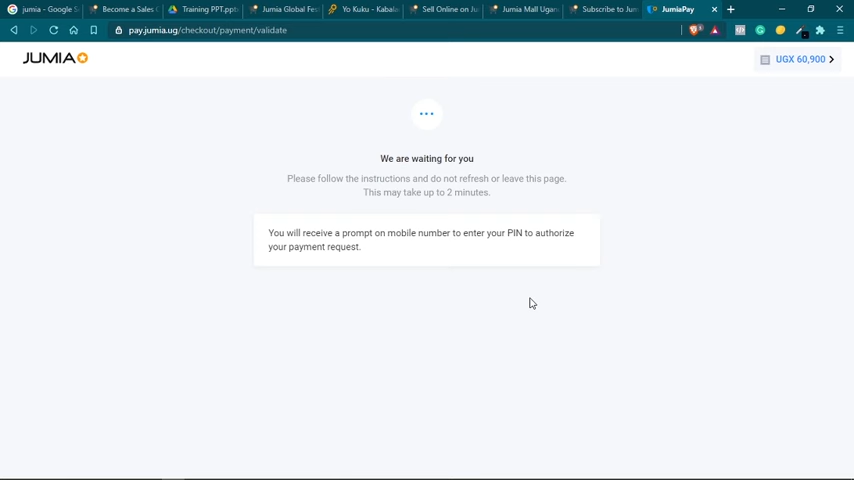 jumia - Google S
Become a Sales C
Training PPT.pptx
Jumia Global Fes
Yo Kuku - Kabala
Sell Online on Ju
Jumia Mall Ugan
Subscribe to Jum
JumiaPay
pay.jumia.ug/checkout/payment/validate
JUMIA
UGX 60,900
We are waiting for you
Please follow the instructions and do not refresh or leave this page.
This may take up to 2 minutes.
You will receive a prompt on mobile number to enter your PIN to authorize
your payment request.